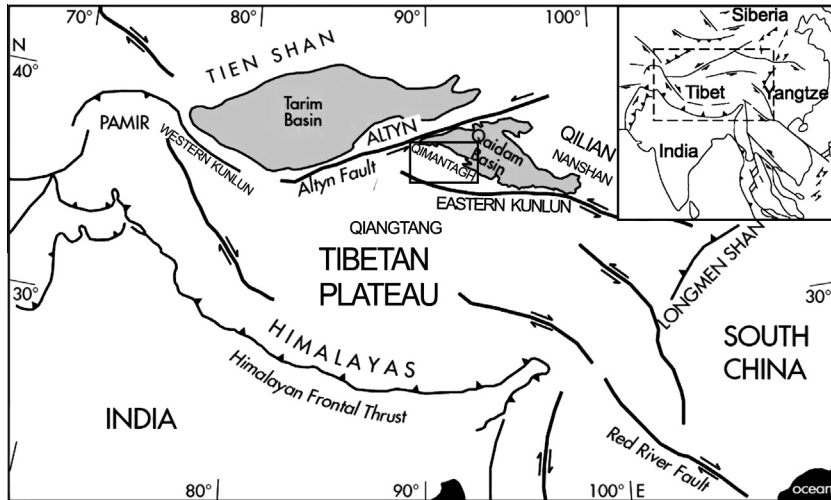 70°
80°
90°
100°
N
40°
TIEN SHAN
Tarim
Basin
PAMIR
WESTERN KUNLUN
ALTYN
Altyn Fault
Qaidam
Basin
QIMANTAGH
QILIAN
NANSHAN
EASTERN KUNLUN
QIANGTANG
TIBETAN
PLATEAU
LONGMEN SHAN
30°
30°
HIMALAYAS
Himalayan Frontal Thrust
SOUTH
CHINA
INDIA
Red River Fault
80°
90°
100° E
ocean
Siberia
Tibet
Yangtze
India